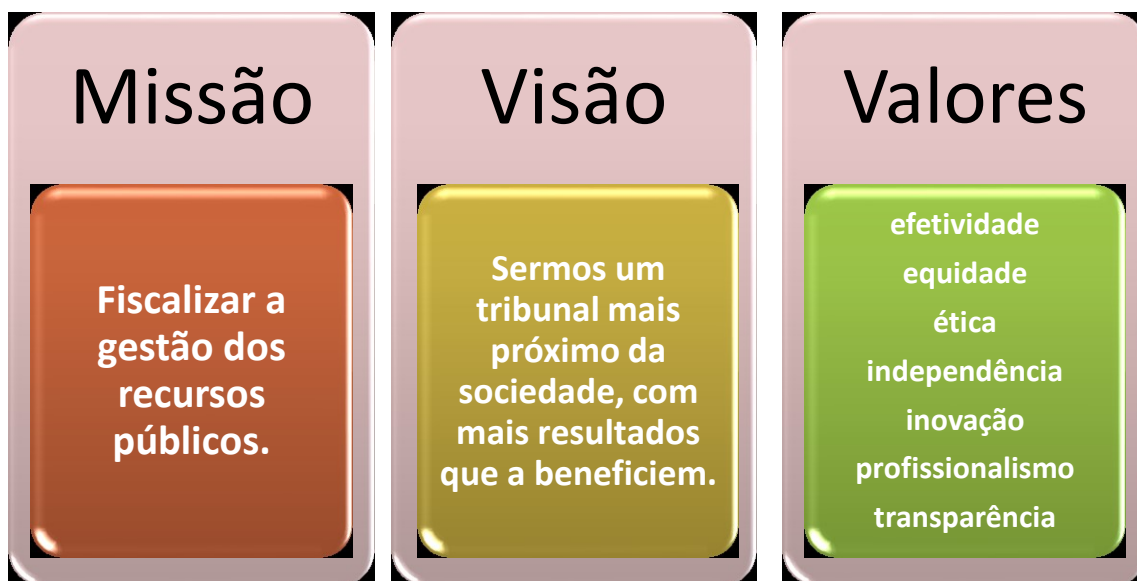 Missão
Fiscalizar a
gestão dos
recursos
públicos.
Visão
Sermos um
tribunal mais
próximo da
sociedade, com
mais resultados
que a beneficiem.
Valores
efetividade
equidade
ética
independência
inovação
profissionalismo
transparência